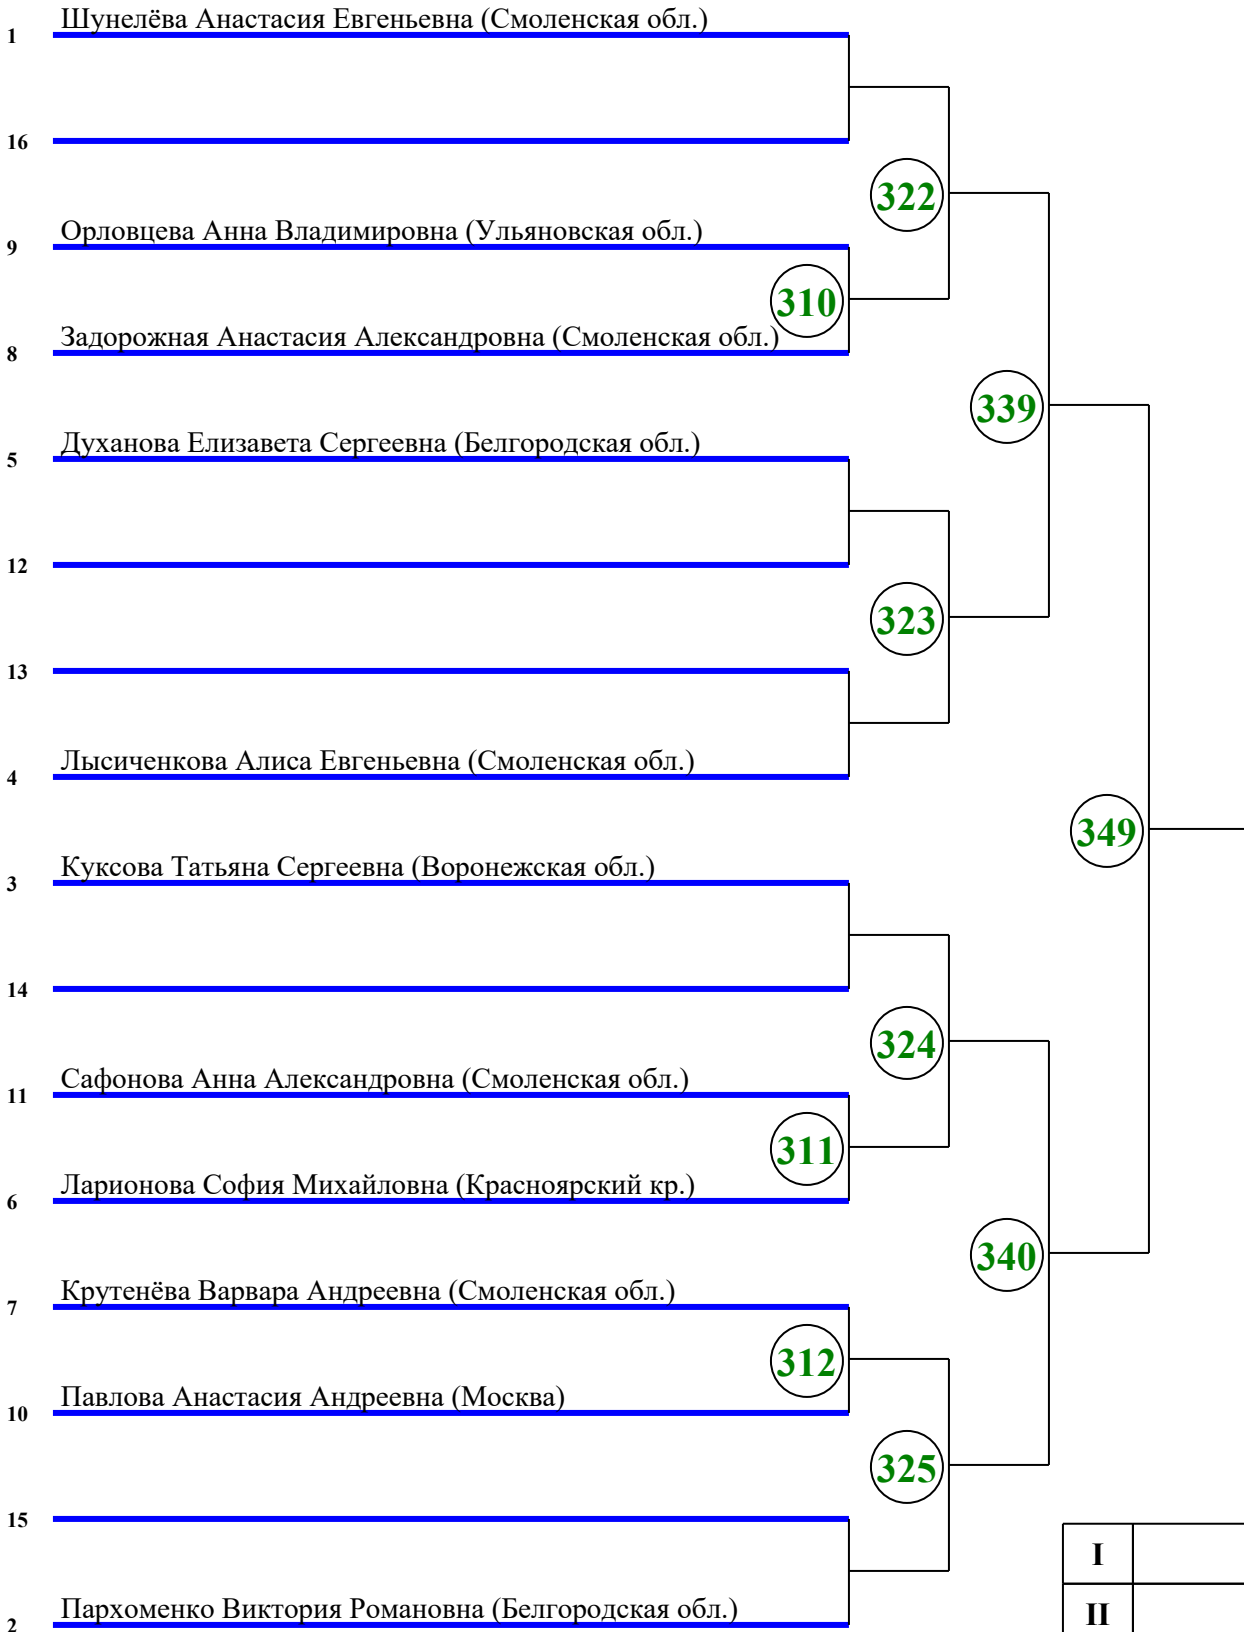 Шунелёва Анастасия Евгеньевна (Смоленская обл.)
1
16
322
Орловцева Анна Владимировна (Ульяновская обл.)
9
310
Задорожная Анастасия Александровна (Смоленская обл.)
8
339
Духанова Елизавета Сергеевна (Белгородская обл.)
5
12
323
13
Лысиченкова Алиса Евгеньевна (Смоленская обл.)
4
349
Куксова Татьяна Сергеевна (Воронежская обл.)
3
14
324
Сафонова Анна Александровна (Смоленская обл.)
11
311
Ларионова София Михайловна (Красноярский кр.)
6
340
Крутенёва Варвара Андреевна (Смоленская обл.)
7
312
Павлова Анастасия Андреевна (Москва)
10
325
15
I
Пархоменко Виктория Романовна (Белгородская обл.)
2
II